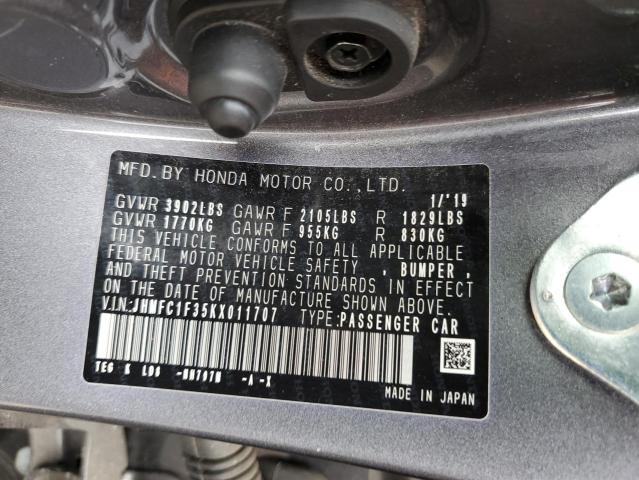 MFD.BY HONDA MOTOR CO.,LTD. 1/'19
GVWR 3902LBS GAWR F 2105LBS R 1829LBS
GVWR 1770KG GAWR F 955KG R 830KG
THIS VEHICLE CONFORMS TO ALL APPLICABLE
FEDERAL MOTOR VEHICLE SAFETY , BUMPER ,
AND THEFT PREVENTION STANDARDS IN EFFECT
ON THE DATE OF MANUFACTURE SHOWN ABOVE.
V.I.N:JHMFC1F35KX011707 TYPE:PASSENGER CAR
-A -X
MADE IN JAPAN